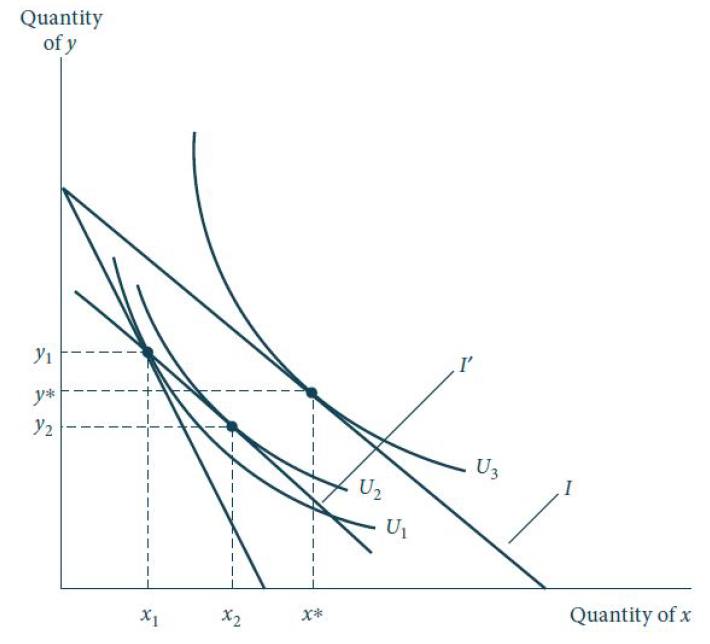 Quantity
of y
I′
y₁
y*
y₂
U₃
U₂
I
U₁
x₁
x₂
x*
Quantity of x